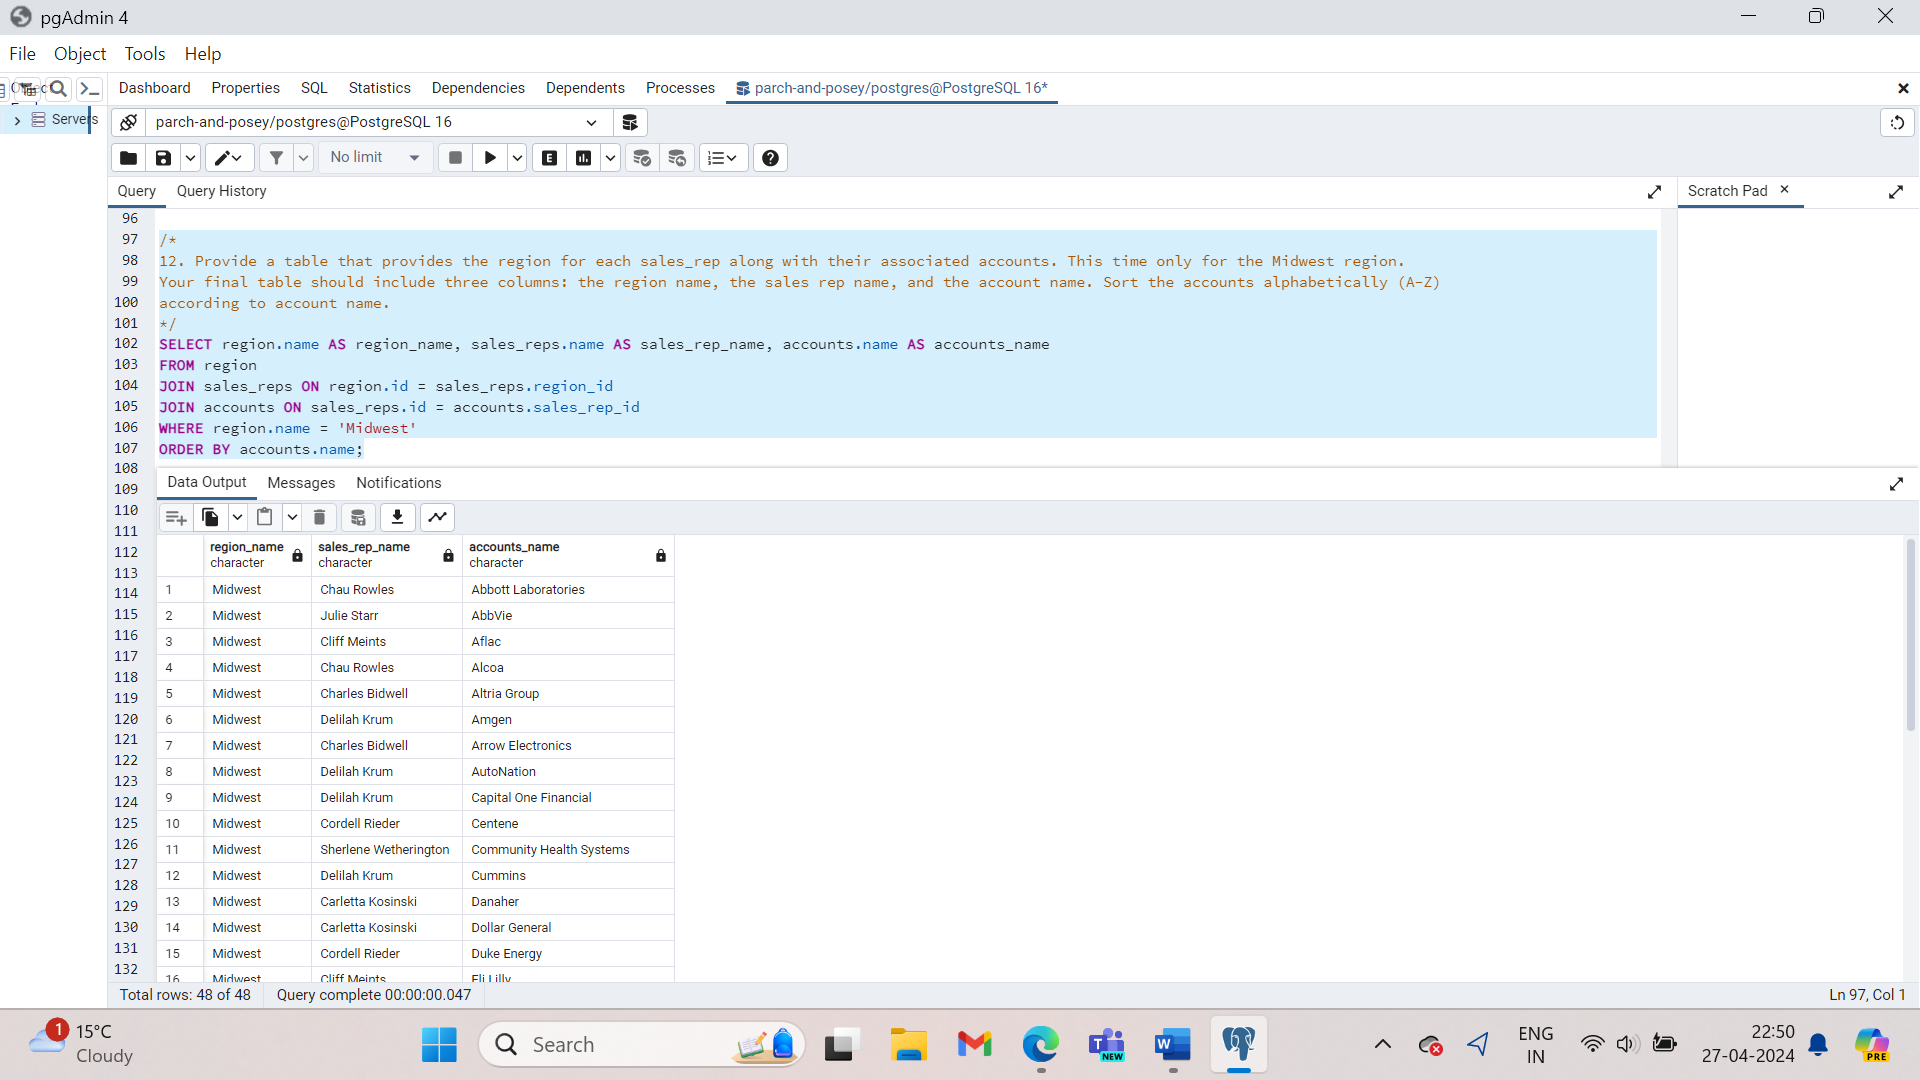 pgAdmin 4
File Object Tools Help
Dashboard Properties SQL Statistics Dependencies Dependents Processes parch-and-posey/postgres@PostgreSQL 16*
Servers
parch-and-posey/postgres@PostgreSQL 16
No limit
Query Query History
Scratch Pad
96
97 /*
98 12. Provide a table that provides the region for each sales_rep along with their associated accounts. This time only for the Midwest region.
99 Your final table should include three columns: the region name, the sales rep name, and the account name. Sort the accounts alphabetically (A-Z)
100 according to account name.
101 */
102 SELECT region.name AS region_name, sales_reps.name AS sales_rep_name, accounts.name AS accounts_name
103 FROM region
104 JOIN sales_reps ON region.id = sales_reps.region_id
105 JOIN accounts ON sales_reps.id = accounts.sales_rep_id
106 WHERE region.name = 'Midwest'
107 ORDER BY accounts.name;
108
109
110
111
112
113
114
115
116
117
118
119
120
121
122
123
124
125
126
127
128
129
130
131
132
Data Output Messages Notifications
region_name sales_rep_name accounts_name
character character character
1 Midwest Chau Rowles Abbott Laboratories
2 Midwest Julie Starr AbbVie
3 Midwest Cliff Meints Aflac
4 Midwest Chau Rowles Alcoa
5 Midwest Charles Bidwell Altria Group
6 Midwest Delilah Krum Amgen
7 Midwest Charles Bidwell Arrow Electronics
8 Midwest Delilah Krum AutoNation
9 Midwest Delilah Krum Capital One Financial
10 Midwest Cordell Rieder Centene
11 Midwest Sherlene Wetherington Community Health Systems
12 Midwest Delilah Krum Cummins
13 Midwest Carletta Kosinski Danaher
14 Midwest Carletta Kosinski Dollar General
15 Midwest Cordell Rieder Duke Energy
16 Midwest Cliff Meints Eli Lilly
Total rows: 48 of 48 Query complete 00:00:00.047 Ln 97, Col 1
1 15°C
Cloudy
Search
NEW
ENG
IN
22:50
27-04-2024
PRE